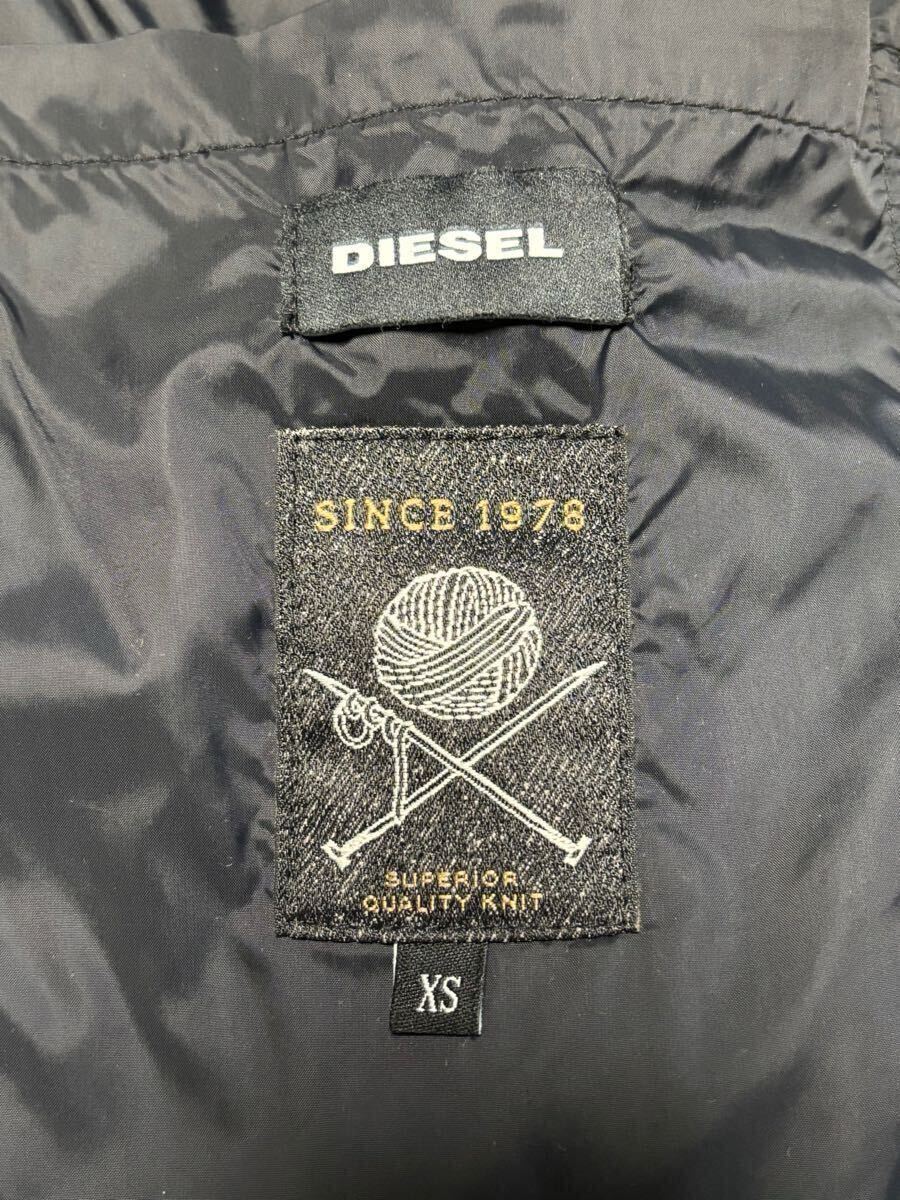 DIESEL
SINCE 1978
SUPERIOR
QUALITY KNIT
XS